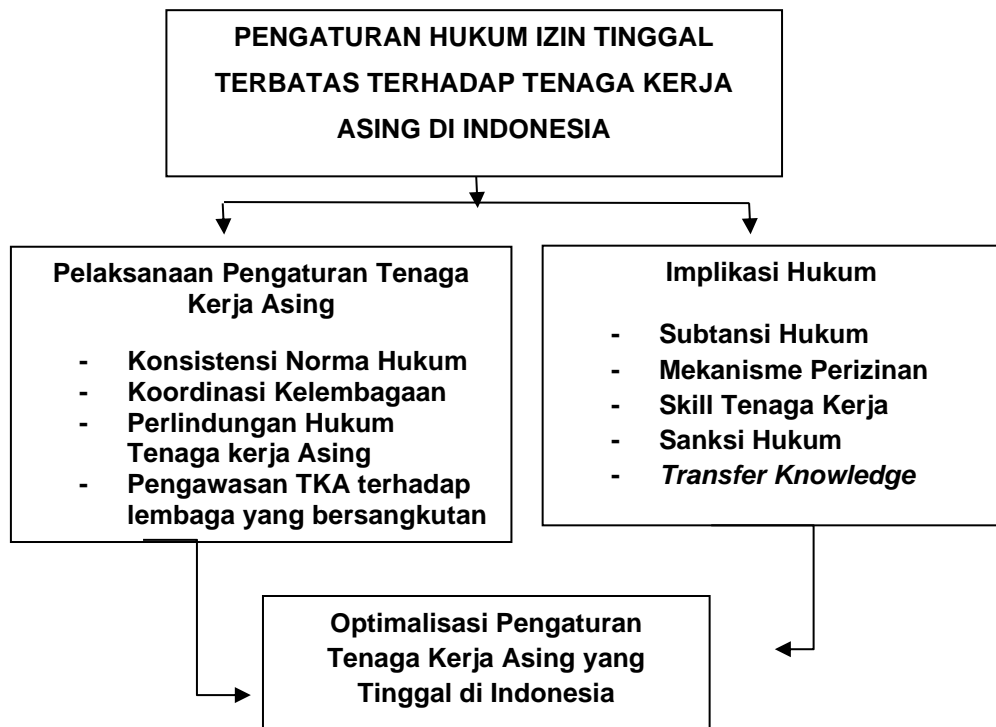 PENGATURAN HUKUM IZIN TINGGAL
TERBATAS TERHADAP TENAGA KERJA
ASING DI INDONESIA
Pelaksanaan Pengaturan Tenaga
Kerja Asing
- Konsistensi Norma Hukum
- Koordinasi Kelembagaan
- Perlindungan Hukum
Tenaga kerja Asing
- Pengawasan TKA terhadap
lembaga yang bersangkutan
Implikasi Hukum
- Subtansi Hukum
- Mekanisme Perizinan
- Skill Tenaga Kerja
- Sanksi Hukum
- Transfer Knowledge
Optimalisasi Pengaturan
Tenaga Kerja Asing yang
Tinggal di Indonesia